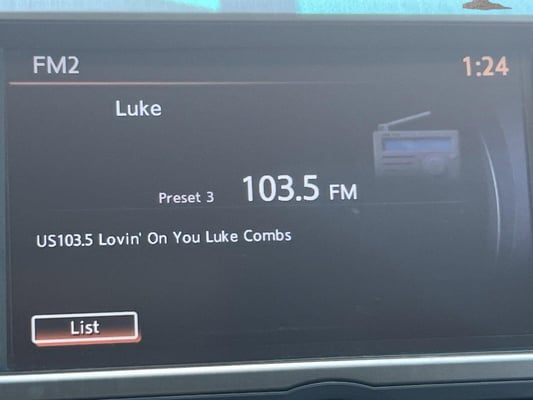 FM2
1:24
Luke
Preset 3 103.5 FM
US103.5 Lovin' On You Luke Combs
List